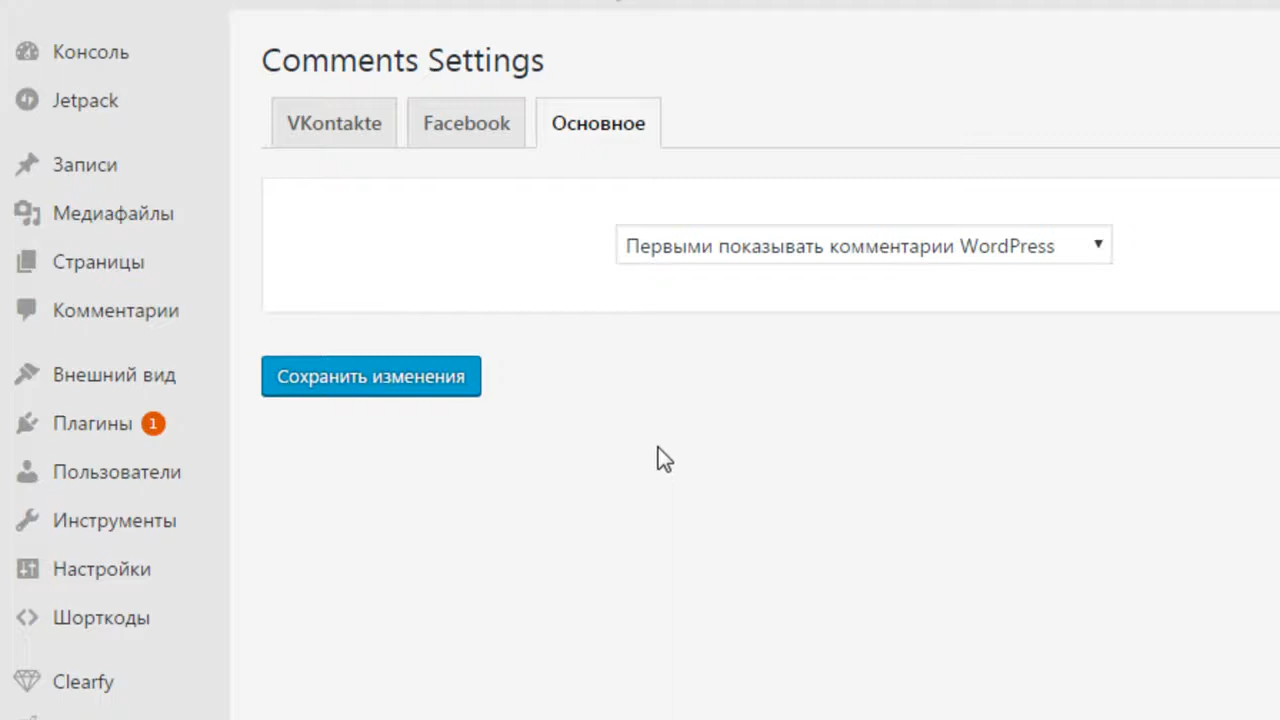 Консоль
Jetpack
Записи
Медиафайлы
Страницы
Комментарии
Внешний вид
Плагины 1
Пользователи
Инструменты
Настройки
Шорткоды
Clearfy
Comments Settings
VKontakte Facebook Основное
Первыми показывать комментарии WordPress
Сохранить изменения